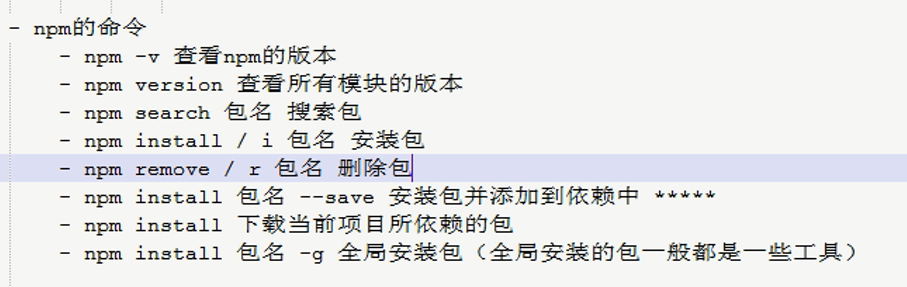 - npm的命令
- npm -v 查看npm的版本
- npm version 查看所有模块的版本
- npm search 包名 搜索包
- npm install / i 包名 安装包
- npm remove / r 包名 删除包
- npm install 包名 --save 安装包并添加到依赖中 *****
- npm install 下载当前项目所依赖的包
- npm install 包名 -g 全局安装包（全局安装的包一般都是一些工具）